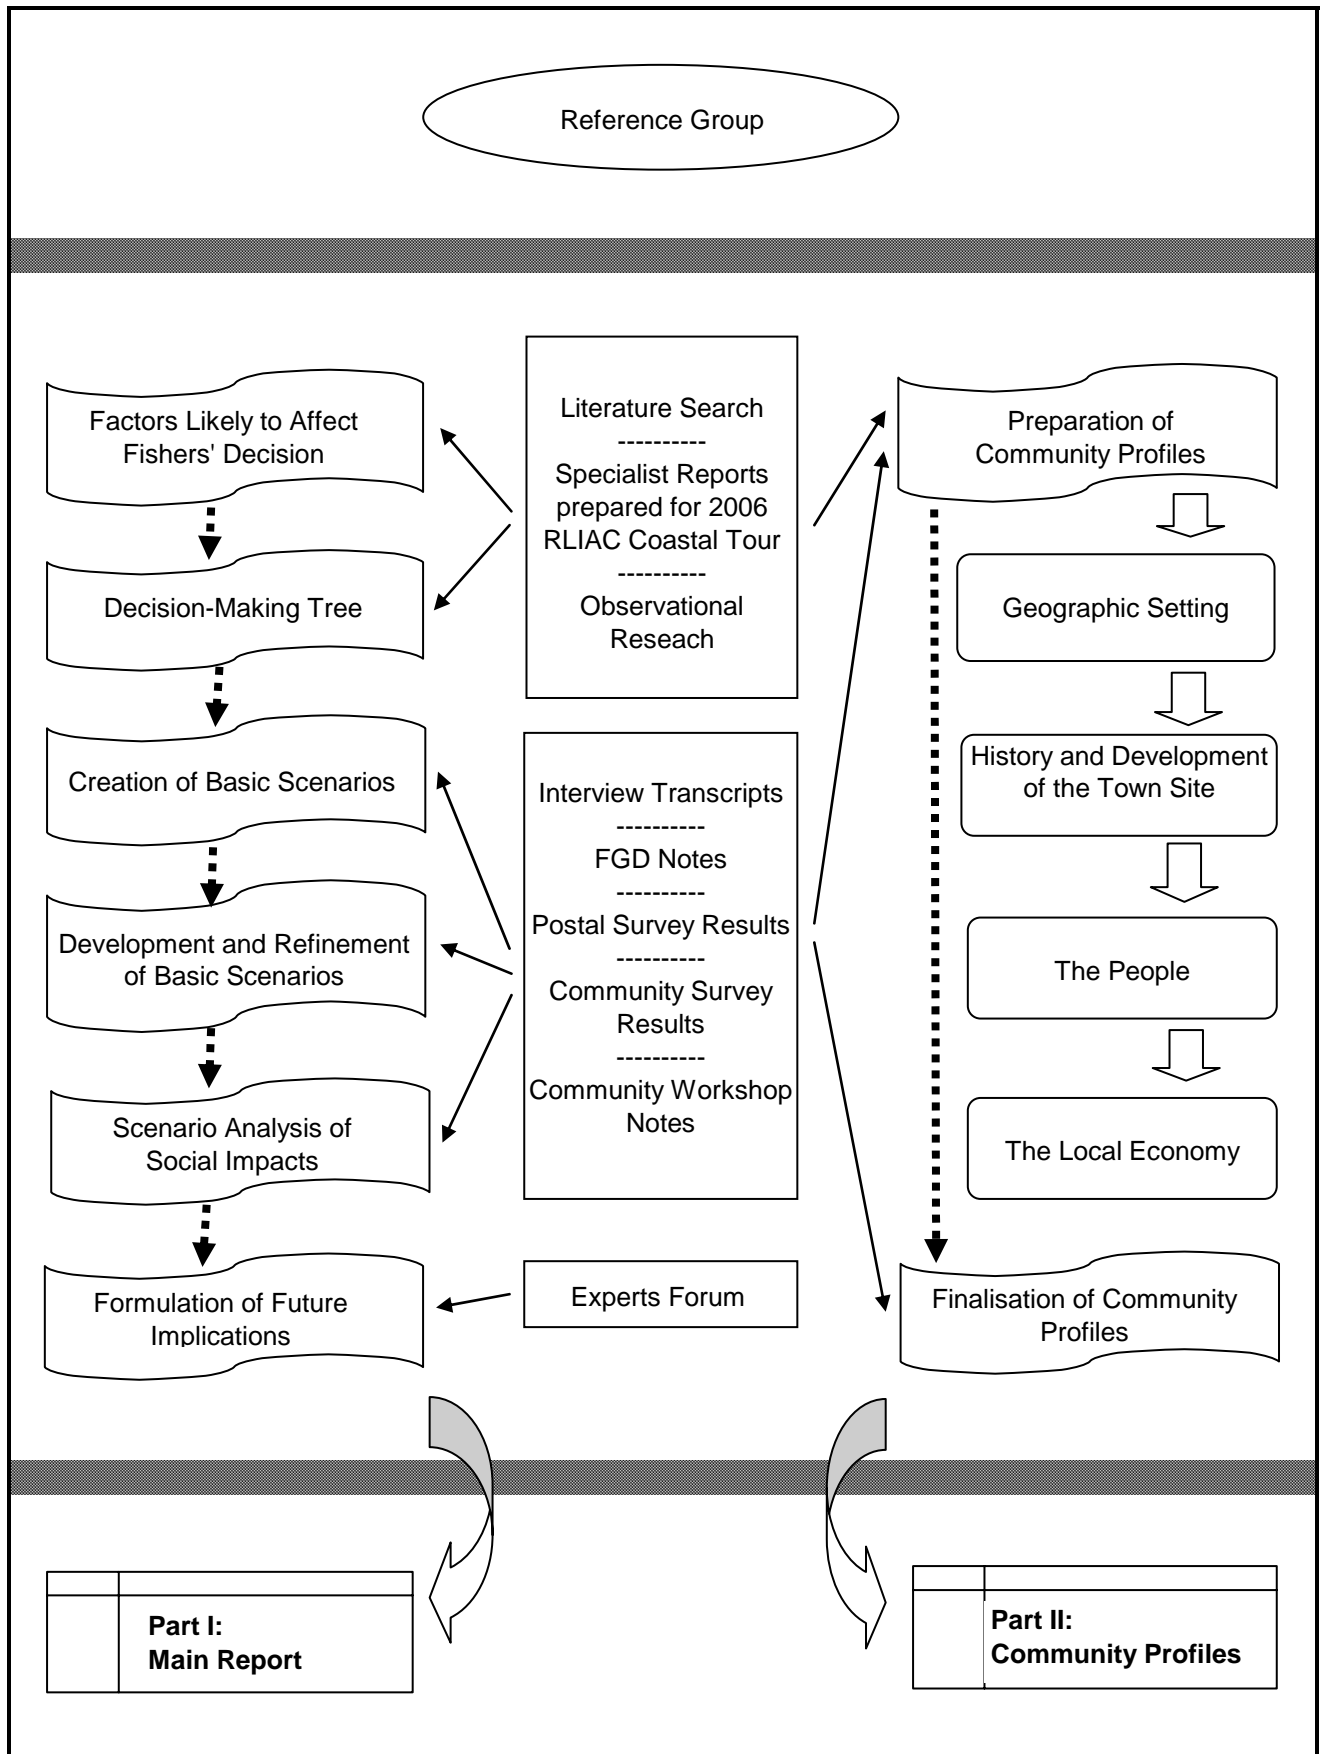 Reference Group
Factors Likely to Affect
Fishers' Decision
Decision-Making Tree
Creation of Basic Scenarios
Development and Refinement
of Basic Scenarios
Scenario Analysis of
Social Impacts
Formulation of Future
Implications
Literature Search
----------
Specialist Reports
prepared for 2006
RLIAC Coastal Tour
----------
Observational
Reseach
Interview Transcripts
----------
FGD Notes
----------
Postal Survey Results
----------
Community Survey
Results
----------
Community Workshop
Notes
Experts Forum
Preparation of
Community Profiles
Geographic Setting
History and Development
of the Town Site
The People
The Local Economy
Finalisation of Community
Profiles
Part I:
Main Report
Part II:
Community Profiles